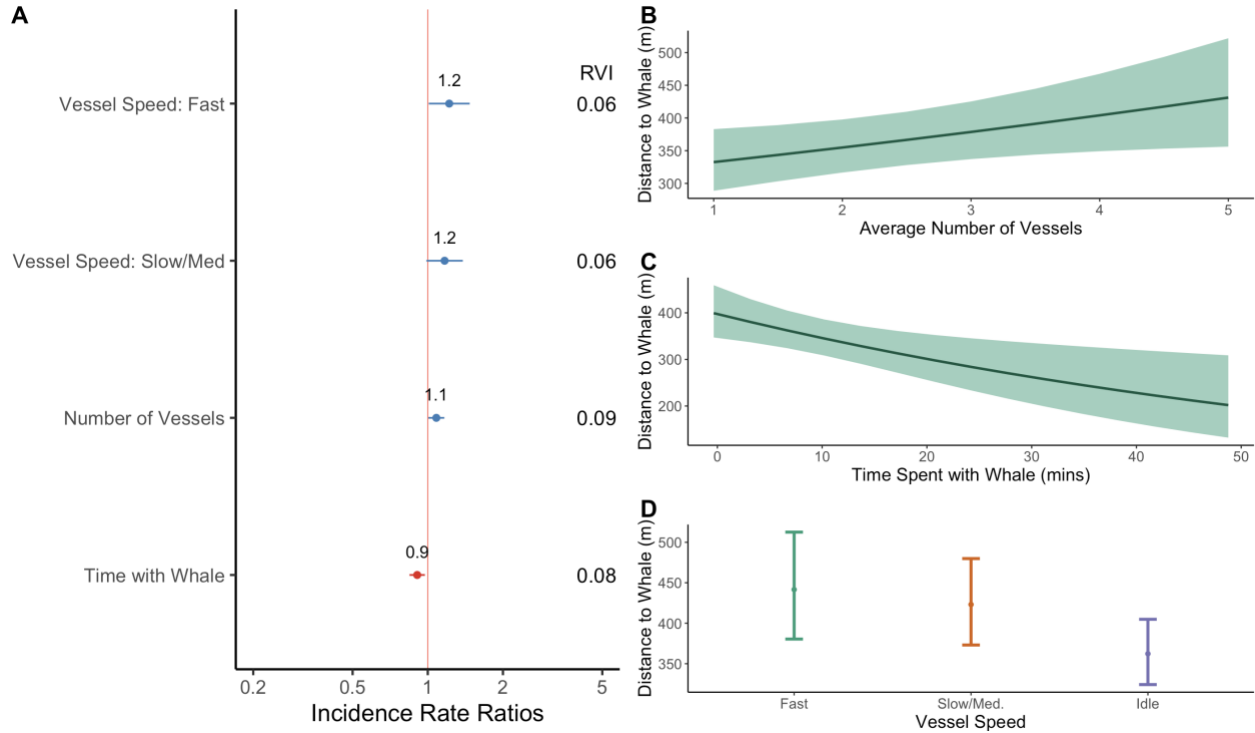 A
RVI
Vessel Speed: Fast
1.2
0.06
Vessel Speed: Slow/Med
1.2
0.06
Number of Vessels
1.1
0.09
Time with Whale
0.9
0.08
0.2 0.5 1 2 5
Incidence Rate Ratios
B
Distance to Whale (m)
500
450
400
350
300
1 2 3 4 5
Average Number of Vessels
C
Distance to Whale (m)
400
300
200
0 10 20 30 40 50
Time Spent with Whale (mins)
D
Distance to Whale (m)
500
450
400
350
Fast Slow/Med. Idle
Vessel Speed